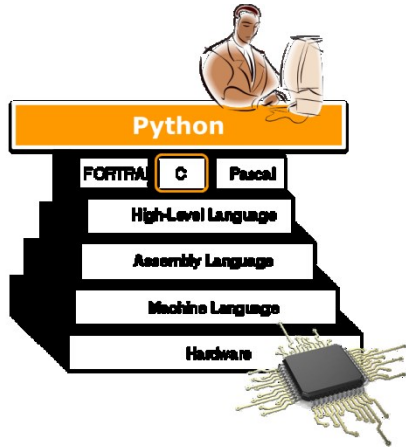 Python
FORTRA C Pascal
High-Level Language
Assembly Language
Machine Language
Hardware